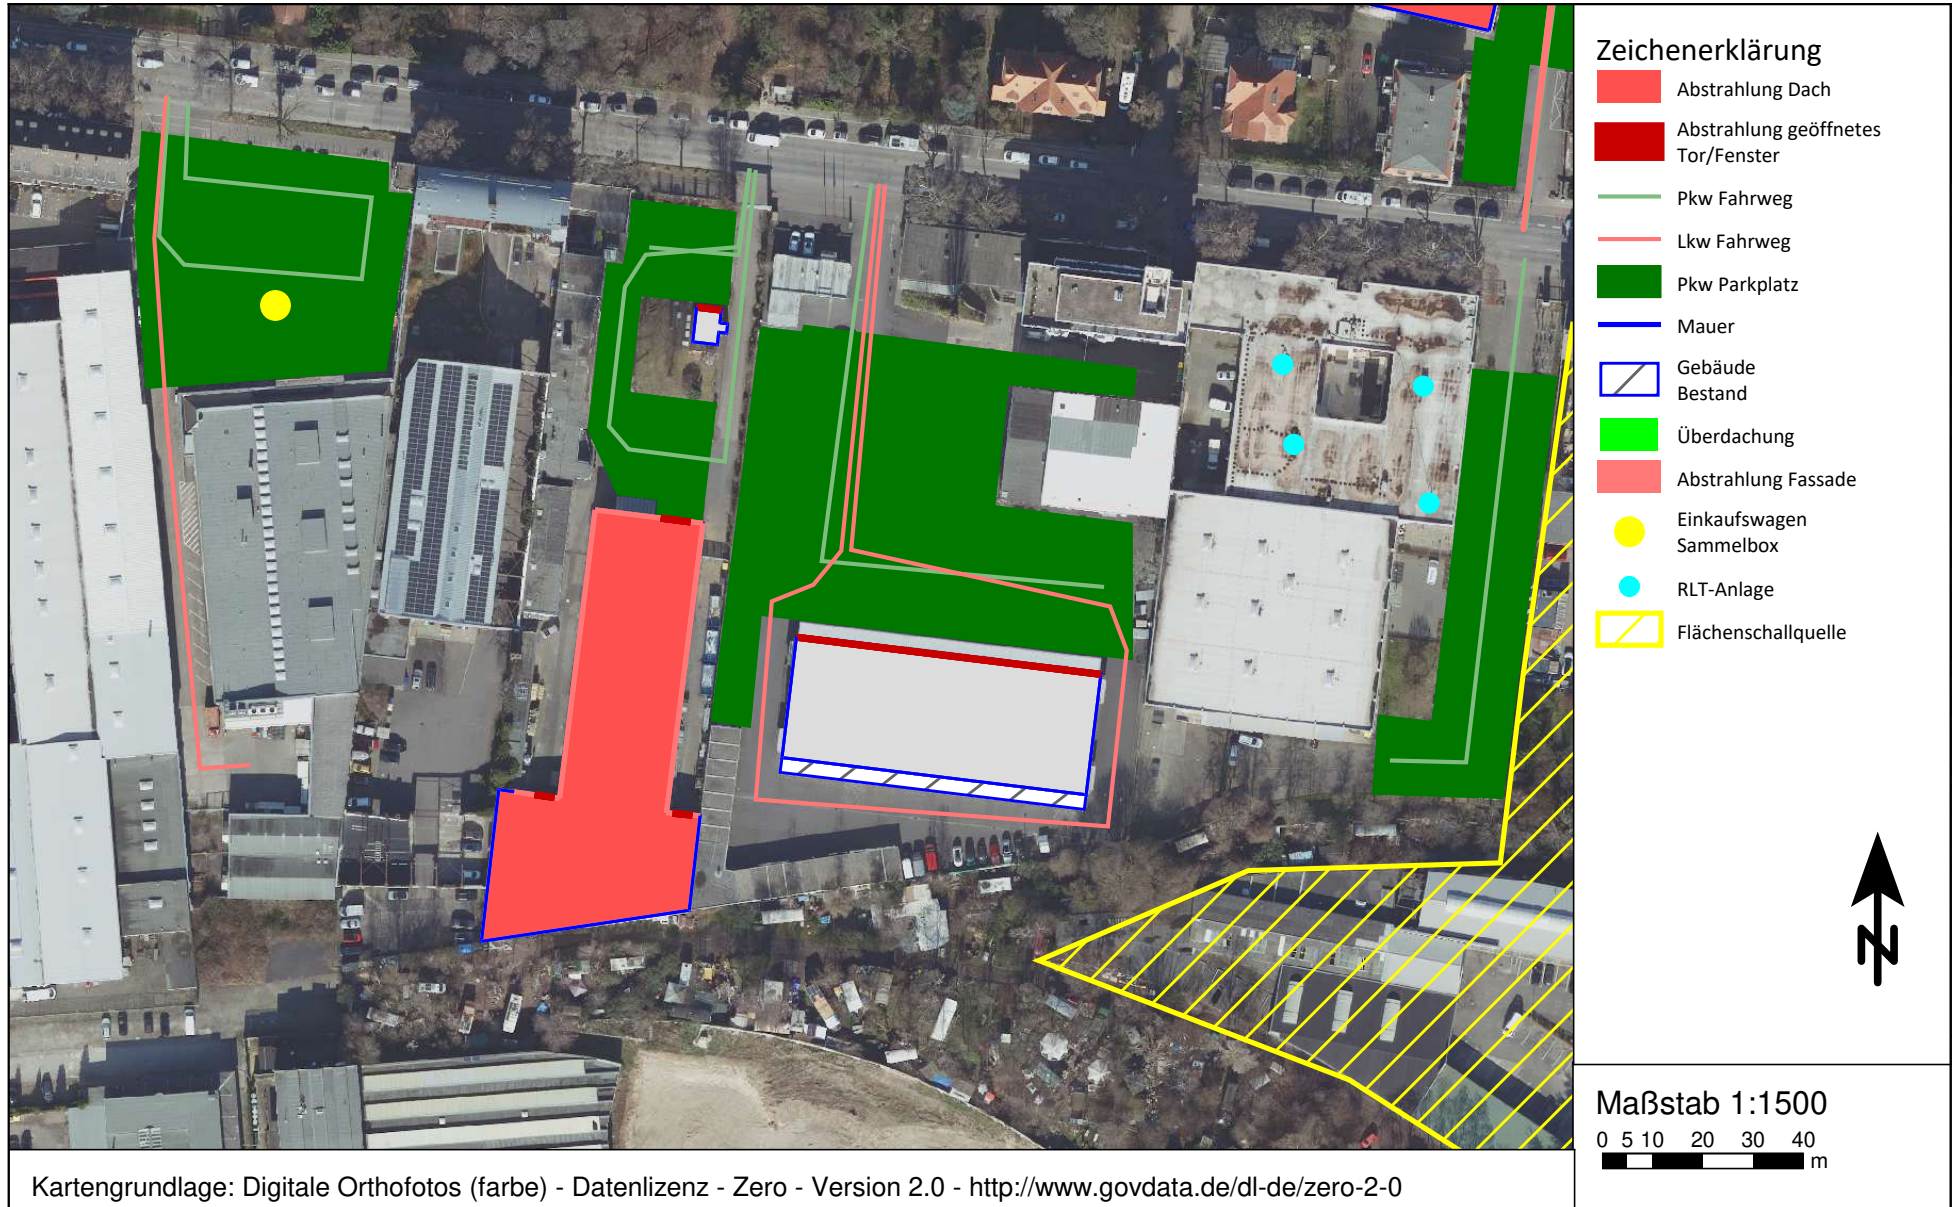 Zeichenerklärung
Abstrahlung Dach
Abstrahlung geöffnetes
Tor/Fenster
Pkw Fahrweg
Lkw Fahrweg
Pkw Parkplatz
Mauer
Gebäude
Bestand
Überdachung
Abstrahlung Fassade
Einkaufswagen
Sammelbox
RLT-Anlage
Flächenschallquelle
N
Maßstab 1:1500
0 5 10 20 30 40
m
Kartengrundlage: Digitale Orthofotos (farbe) - Datenlizenz - Zero - Version 2.0 - http://www.govdata.de/dl-de/zero-2-0